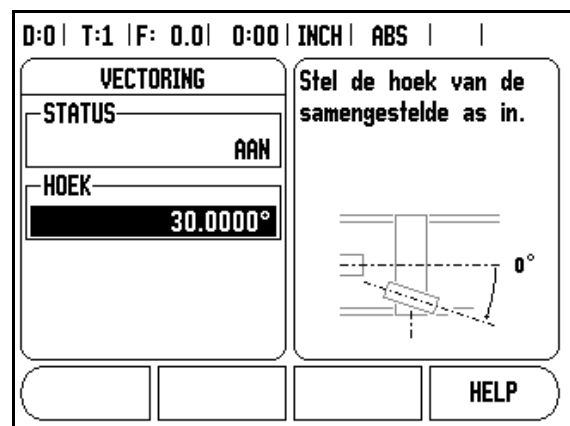 D:0| T:1 |F: 0.0| 0:00|INCH| ABS | |
VECTORING
STATUS
AAN
HOEK
30.0000°
Stel de hoek van de
samengestelde as in.
0°
HELP